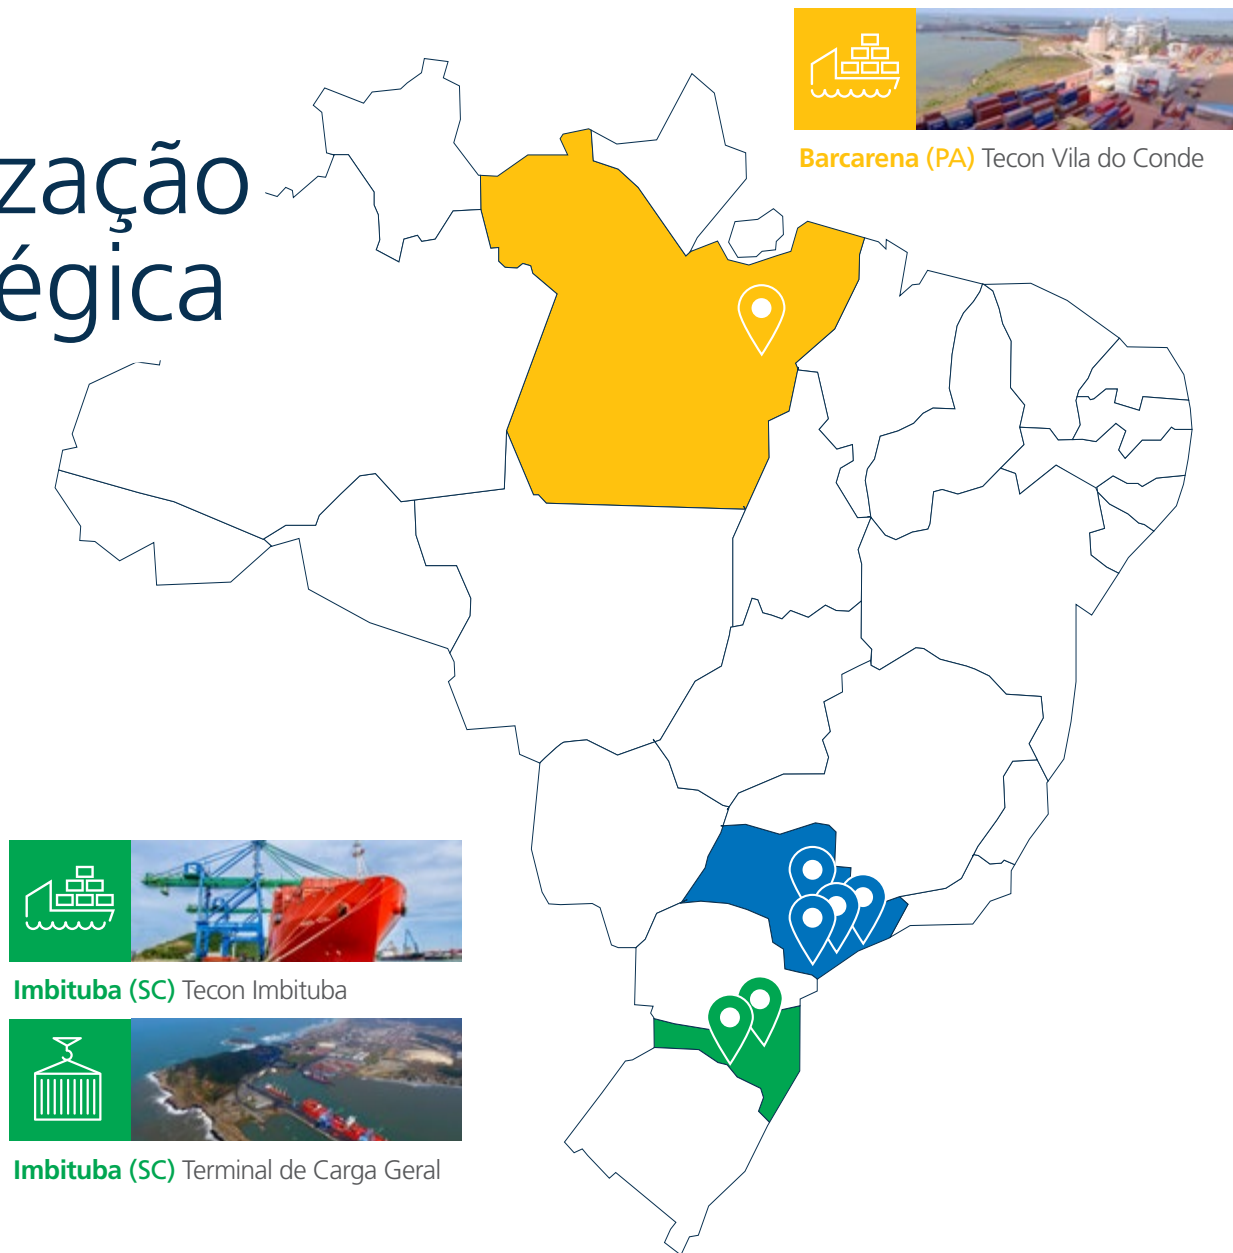 Barcarena (PA) Tecon Vila do Conde
zação
égica
Imbituba (SC) Tecon Imbituba
Imbituba (SC) Terminal de Carga Geral